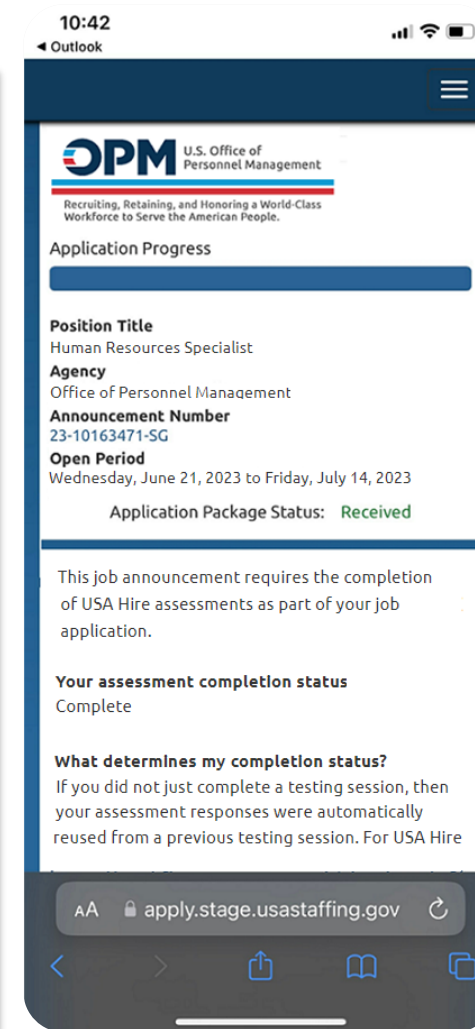 10:42
◀ Outlook
OPM U.S. Office of
Personnel Management
Recruiting, Retaining, and Honoring a World-Class
Workforce to Serve the American People.
Application Progress
Position Title
Human Resources Specialist
Agency
Office of Personnel Management
Announcement Number
23-10163471-SG
Open Period
Wednesday, June 21, 2023 to Friday, July 14, 2023
Application Package Status: Received
This job announcement requires the completion
of USA Hire assessments as part of your job
application.
Your assessment completion status
Complete
What determines my completion status?
If you did not just complete a testing session, then
your assessment responses were automatically
reused from a previous testing session. For USA Hire
AA apply.stage.usastaffing.gov